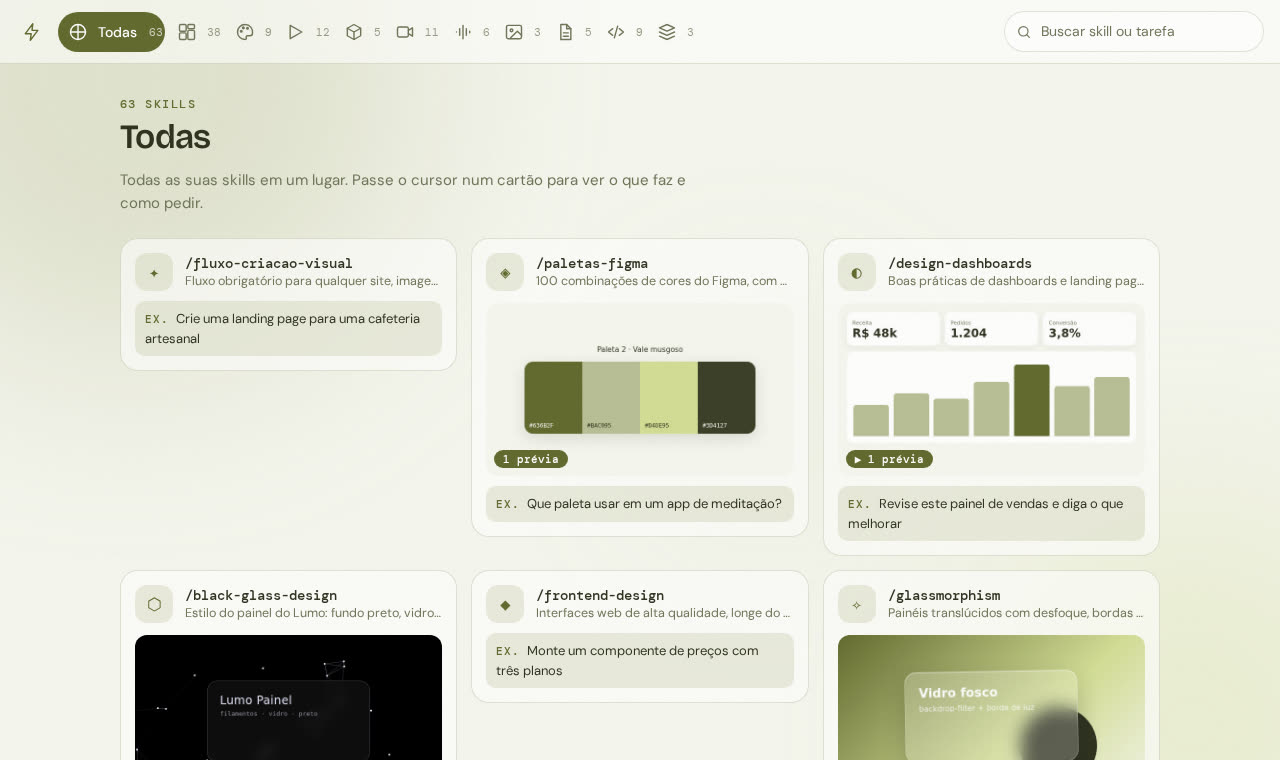 Todas 63 38 9 12 5 11 6 3 5 9 3
Buscar skill ou tarefa
63 SKILLS
Todas
Todas as suas skills em um lugar. Passe o cursor num cartão para ver o que faz e
como pedir.
/fluxo-criacao-visual
Fluxo obrigatório para qualquer site, image…
EX. Crie uma landing page para uma cafeteria
artesanal
/paletas-figma
100 combinações de cores do Figma, com …
Paleta 2 · Vale musgoso
#636B2F #BAC095 #D4DE95 #3D4127
1 prévia
EX. Que paleta usar em um app de meditação?
/design-dashboards
Boas práticas de dashboards e landing pag…
Receita Pedidos Conversão
R$ 48k 1.204 3,8%
▶ 1 prévia
EX. Revise este painel de vendas e diga o que
melhorar
/black-glass-design
Estilo do painel do Lumo: fundo preto, vidro…
Lumo Painel
filamentos · vidro · preto
/frontend-design
Interfaces web de alta qualidade, longe do …
EX. Monte um componente de preços com
três planos
/glassmorphism
Painéis translúcidos com desfoque, bordas …
Vidro fosco
backdrop-filter + borda de luz